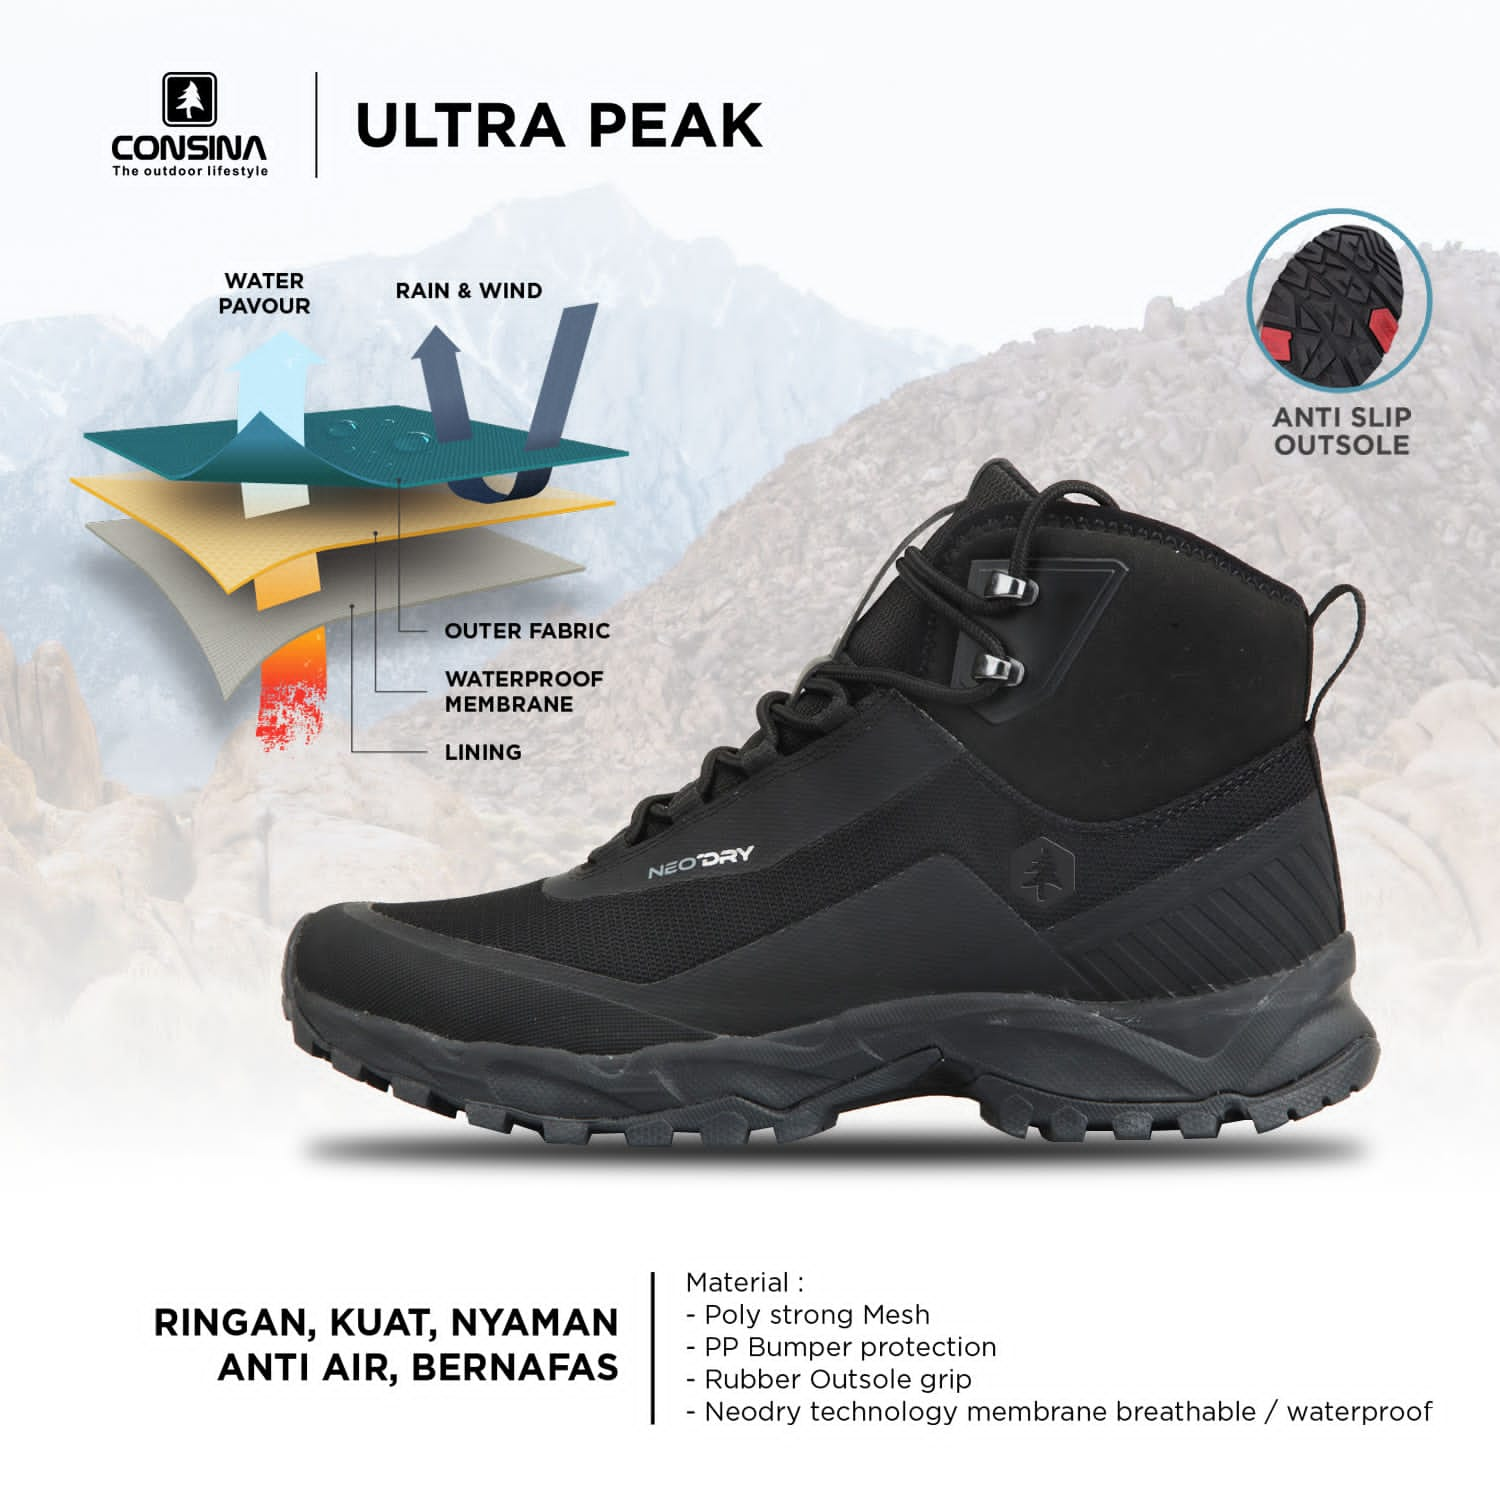 CONSINA
The outdoor lifestyle
ULTRA PEAK
WATER
PAVOUR
RAIN & WIND
ANTI SLIP
OUTSOLE
OUTER FABRIC
WATERPROOF
MEMBRANE
LINING
NEO DRY
RINGAN, KUAT, NYAMAN
ANTI AIR, BERNAFAS
Material :
- Poly strong Mesh
- PP Bumper protection
- Rubber Outsole grip
- Neodry technology membrane breathable / waterproof